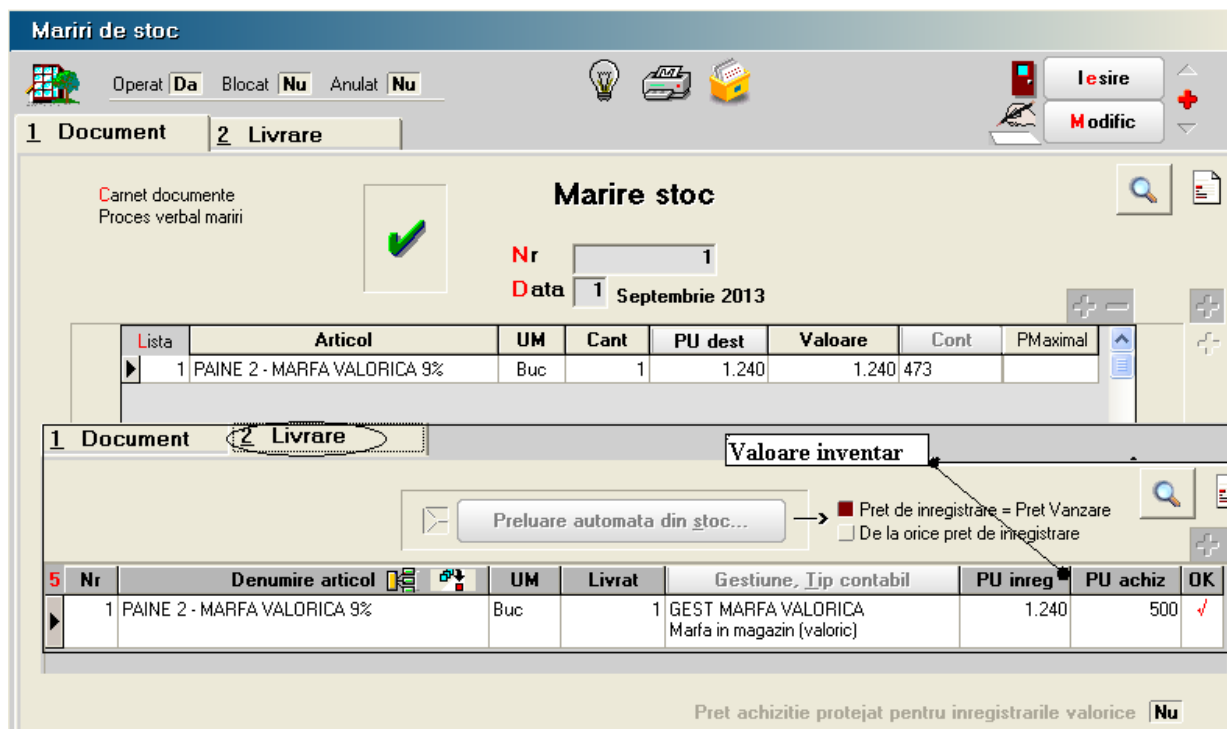 Mariri de stoc
Operat Da Blocat Nu Anulat Nu
Iesire
Modific
1 Document 2 Livrare
Carnet documente
Proces verbal mariri
Marire stoc
Nr 1
Data 1 Septembrie 2013
Lista Articol UM Cant PU dest Valoare Cont PMaximal
1 PAINE 2 - MARFA VALORICA 9% Buc 1 1.240 1.240 473
1 Document 2 Livrare
Valoare inventar
Preluare automata din stoc...
Pret de inregistrare = Pret Vanzare
De la orice pret de inregistrare
5 Nr Denumire articol UM Livrat Gestiune, Tip contabil PU inreg PU achiz OK
1 PAINE 2 - MARFA VALORICA 9% Buc 1 GEST MARFA VALORICA 1.240 500
Marfa in magazin (valoric)
Pret achizitie protejat pentru inregistrarile valorice Nu